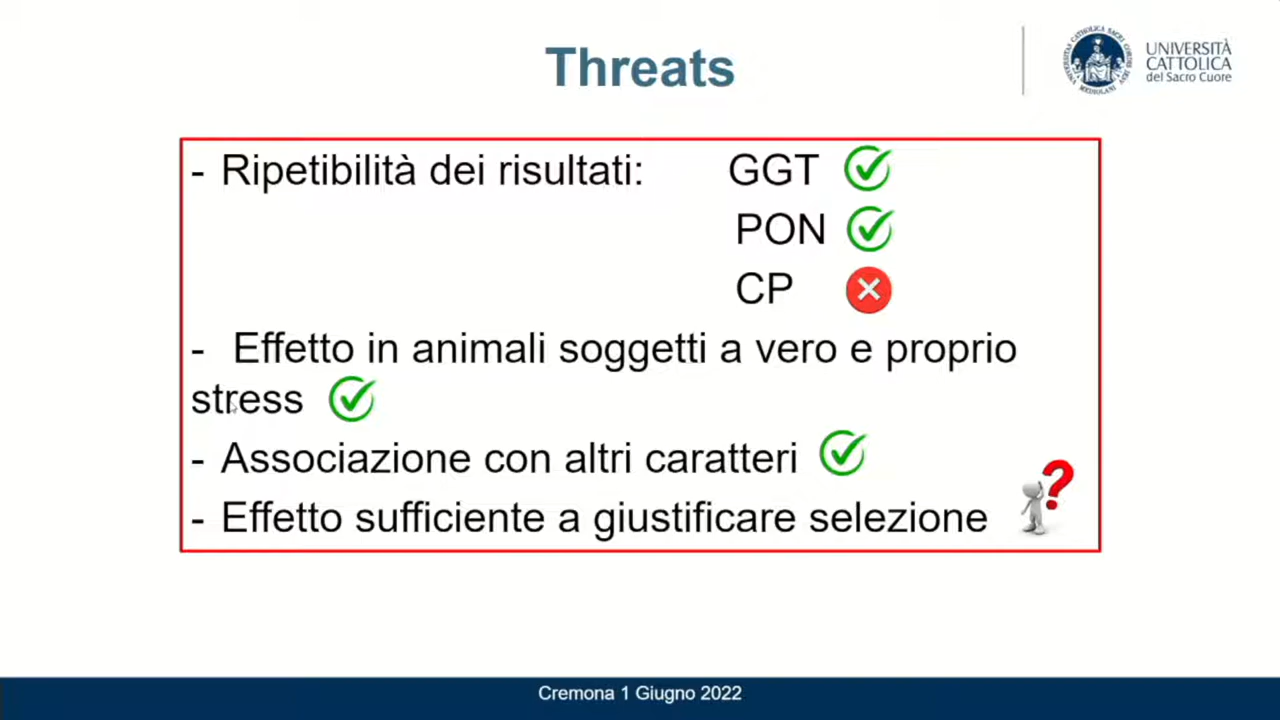 Threats
UNIVERSITÀ
CATTOLICA
del Sacro Cuore
- Ripetibilità dei risultati: GGT
PON
CP
- Effetto in animali soggetti a vero e proprio
stress
- Associazione con altri caratteri
- Effetto sufficiente a giustificare selezione
?
Cremona 1 Giugno 2022